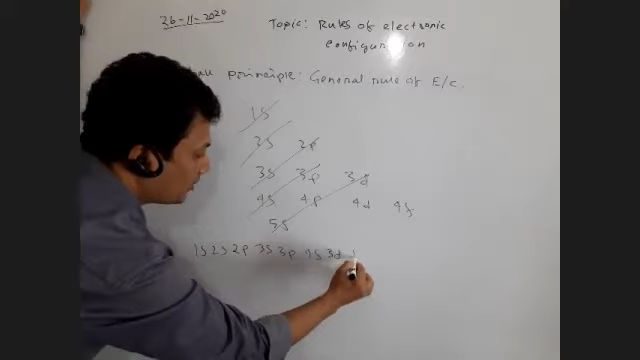 26-11-2020
Topic: Rules of electronic
configuration
principle: General rule of E/c.
1s
2s 2p
3s 3p 3d
4s 4p 4d 4f
5s
1s 2s 2p 3s 3p 4s 3d